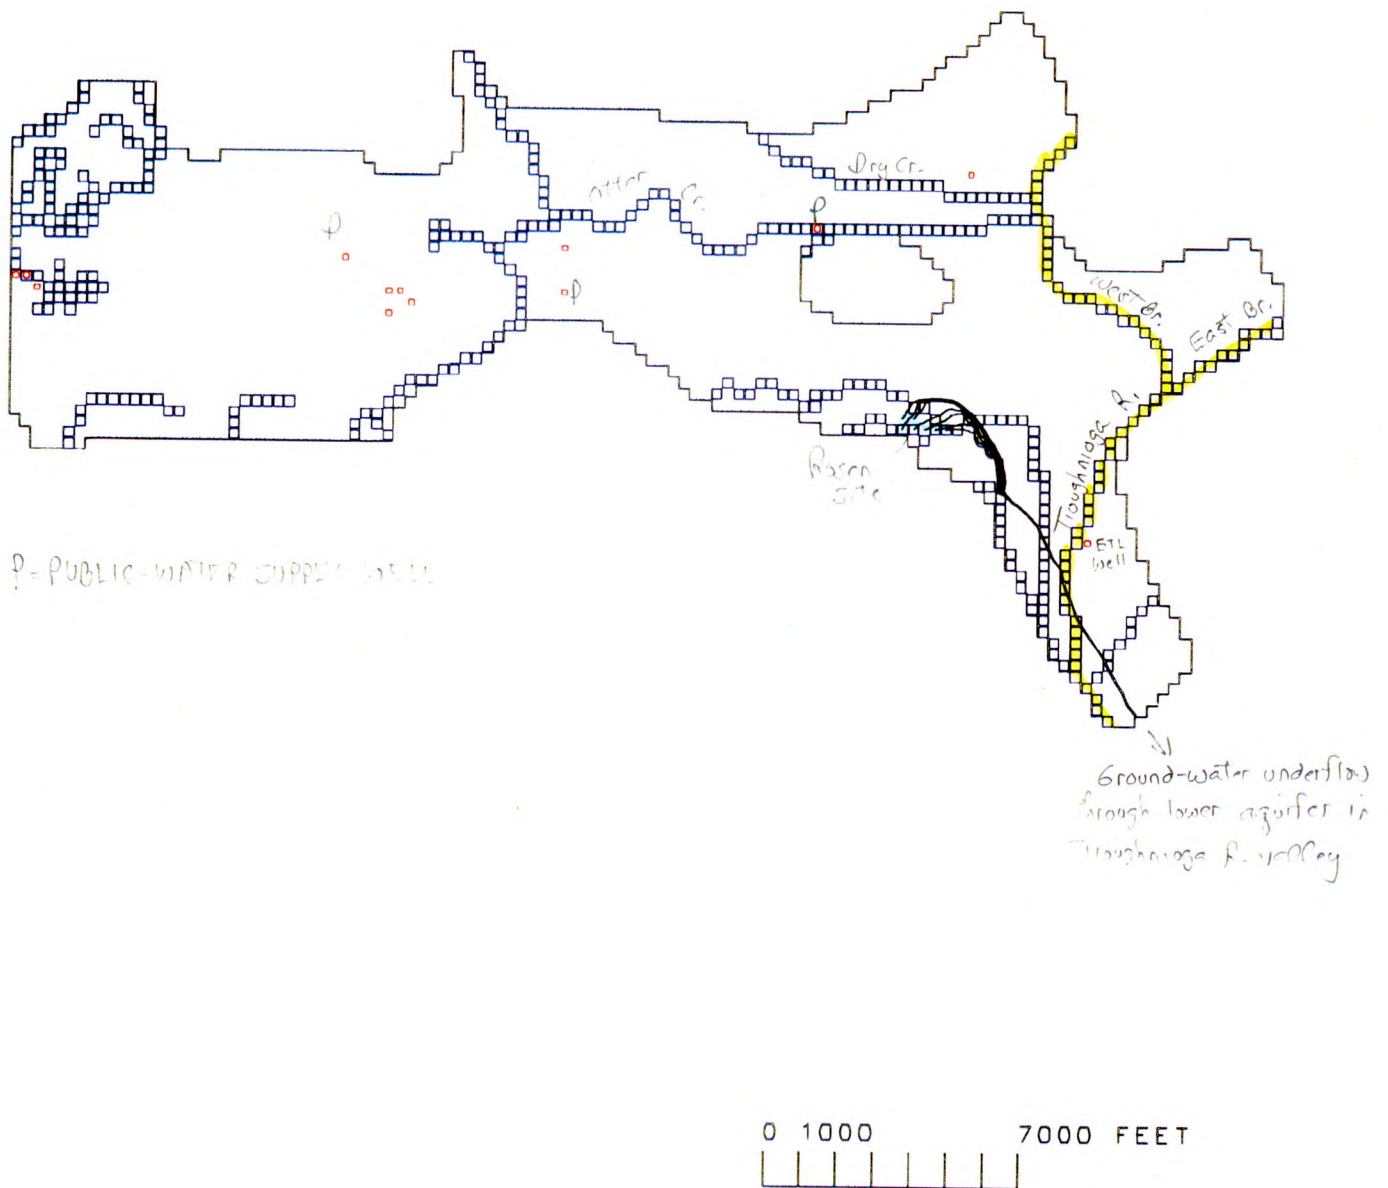 Dry Cr.
Otter Cr.
P
P
P
West Br.
East Br.
Tioughnioga R.
Rosen
Site
ETL
Well
P = PUBLIC-WATER SUPPLY WELL
Ground-water underflow
through lower aquifer in
Tioughnioga R. valley
0 1000 7000 FEET